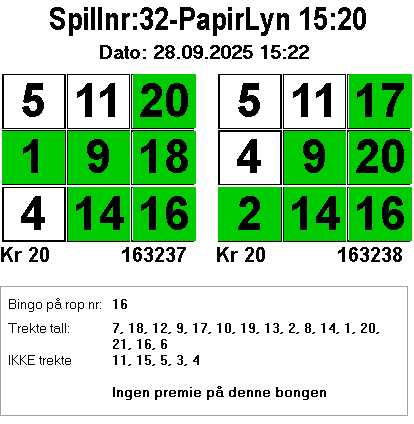 Spillnr:32-PapirLyn 15:20
Dato: 28.09.2025 15:22
5 11 20 5 11 17
1 9 18 4 9 20
4 14 16 2 14 16
Kr 20 163237 Kr 20 163238
Bingo på rop nr: 16
Trekte tall: 7, 18, 12, 9, 17, 10, 19, 13, 2, 8, 14, 1, 20,
21, 16, 6
IKKE trekte 11, 15, 5, 3, 4
Ingen premie på denne bongen